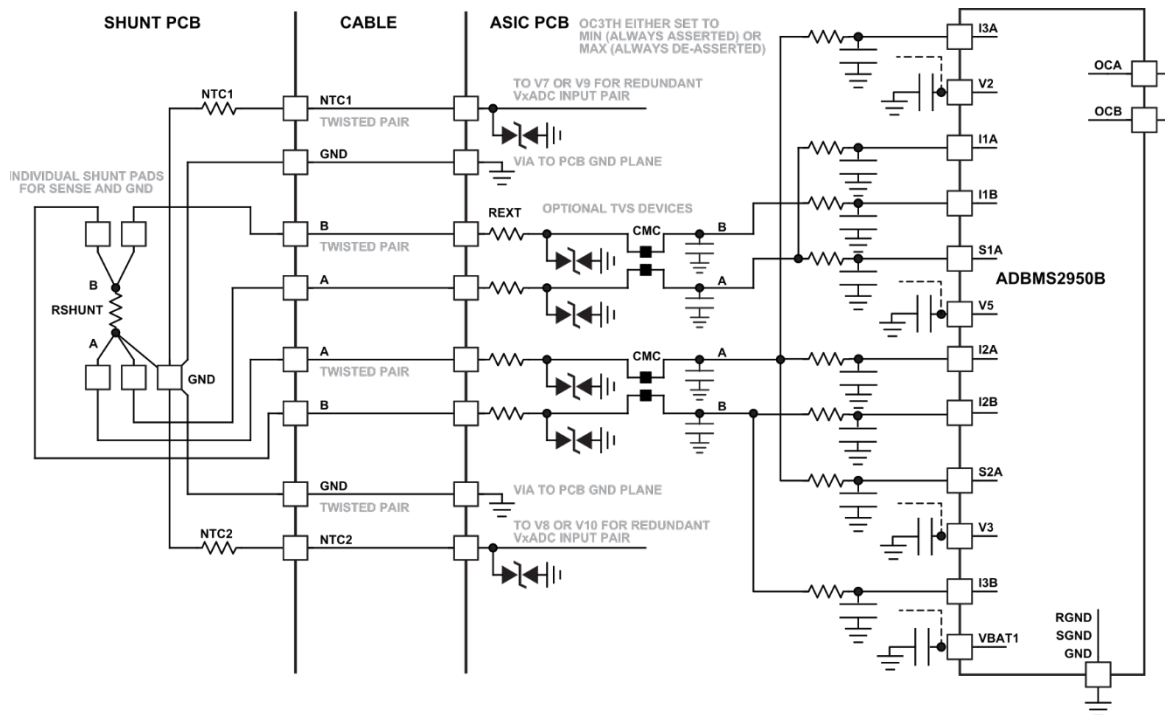 SHUNT PCB
CABLE
ASIC PCB
OC3TH EITHER SET TO
MIN (ALWAYS ASSERTED) OR
MAX (ALWAYS DE-ASSERTED)
I3A
OCA
V2
OCB
NTC1
NTC1
TWISTED PAIR
TO V7 OR V9 FOR REDUNDANT
VxADC INPUT PAIR
I1A
GND
VIA TO PCB GND PLANE
INDIVIDUAL SHUNT PADS
FOR SENSE AND GND
I1B
B
TWISTED PAIR
REXT
OPTIONAL TVS DEVICES
CMC
B
S1A
ADBMS2950B
A
A
B
RSHUNT
A
V5
A
TWISTED PAIR
CMC
A
I2A
GND
B
B
I2B
S2A
GND
TWISTED PAIR
VIA TO PCB GND PLANE
V3
NTC2
NTC2
TO V8 OR V10 FOR REDUNDANT
VxADC INPUT PAIR
I3B
RGND
SGND
GND
VBAT1